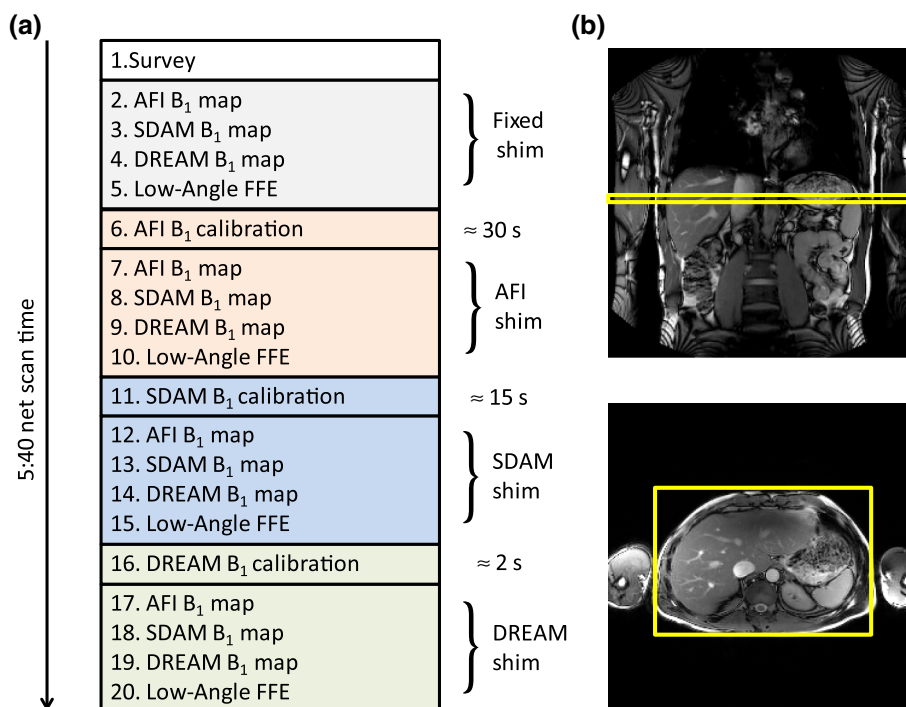 (a)
5:40 net scan time
1.Survey
2. AFI B₁ map
3. SDAM B₁ map
4. DREAM B₁ map
5. Low-Angle FFE
Fixed
shim
6. AFI B₁ calibration
≈ 30 s
7. AFI B₁ map
8. SDAM B₁ map
9. DREAM B₁ map
10. Low-Angle FFE
AFI
shim
11. SDAM B₁ calibration
≈ 15 s
12. AFI B₁ map
13. SDAM B₁ map
14. DREAM B₁ map
15. Low-Angle FFE
SDAM
shim
16. DREAM B₁ calibration
≈ 2 s
17. AFI B₁ map
18. SDAM B₁ map
19. DREAM B₁ map
20. Low-Angle FFE
DREAM
shim
(b)